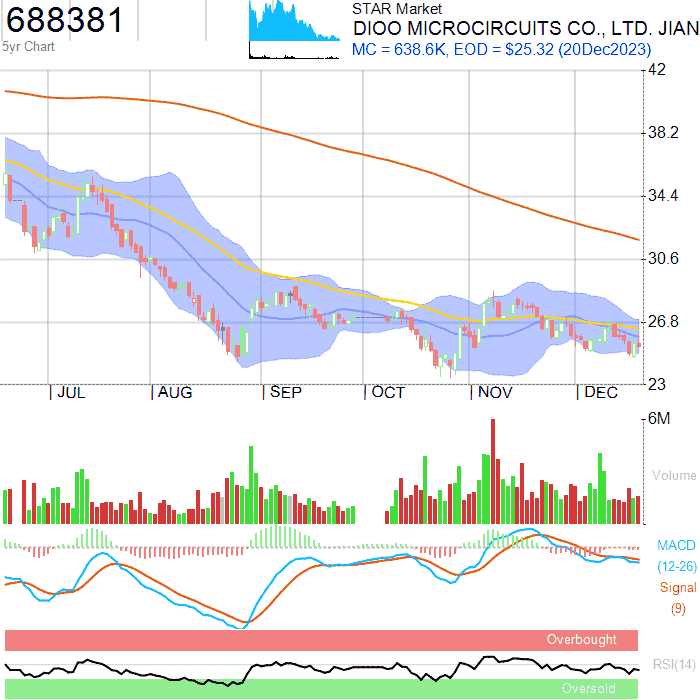 688381
5yr Chart
STAR Market
DIOO MICROCIRCUITS CO., LTD. JIAN
MC = 638.6K, EOD = $25.32 (20Dec2023)
42
38.2
34.4
30.6
26.8
23
JUL
AUG
SEP
OCT
NOV
DEC
6M
Volume
MACD
(12-26)
Signal
(9)
Overbought
RSI(14)
Oversold